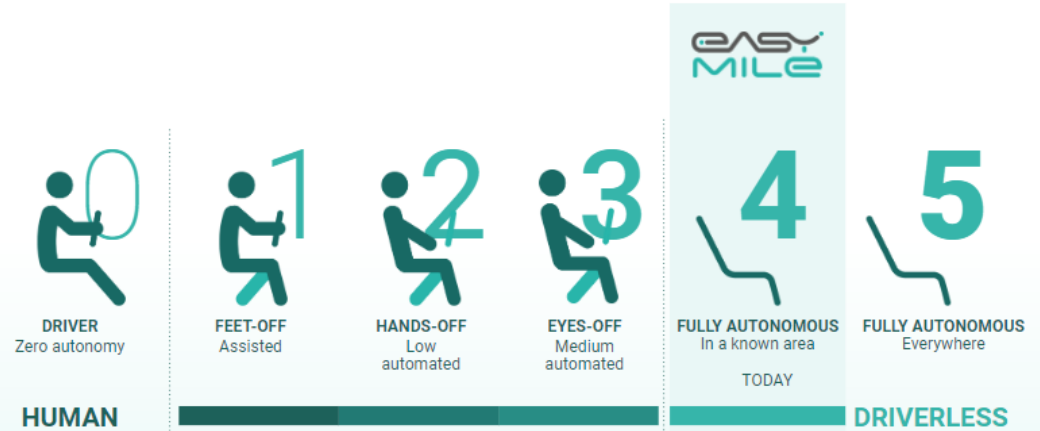 EASY
MILE
0
1
2
3
4
5
DRIVER
Zero autonomy
FEET-OFF
Assisted
HANDS-OFF
Low
automated
EYES-OFF
Medium
automated
FULLY AUTONOMOUS
In a known area
TODAY
FULLY AUTONOMOUS
Everywhere
HUMAN
DRIVERLESS